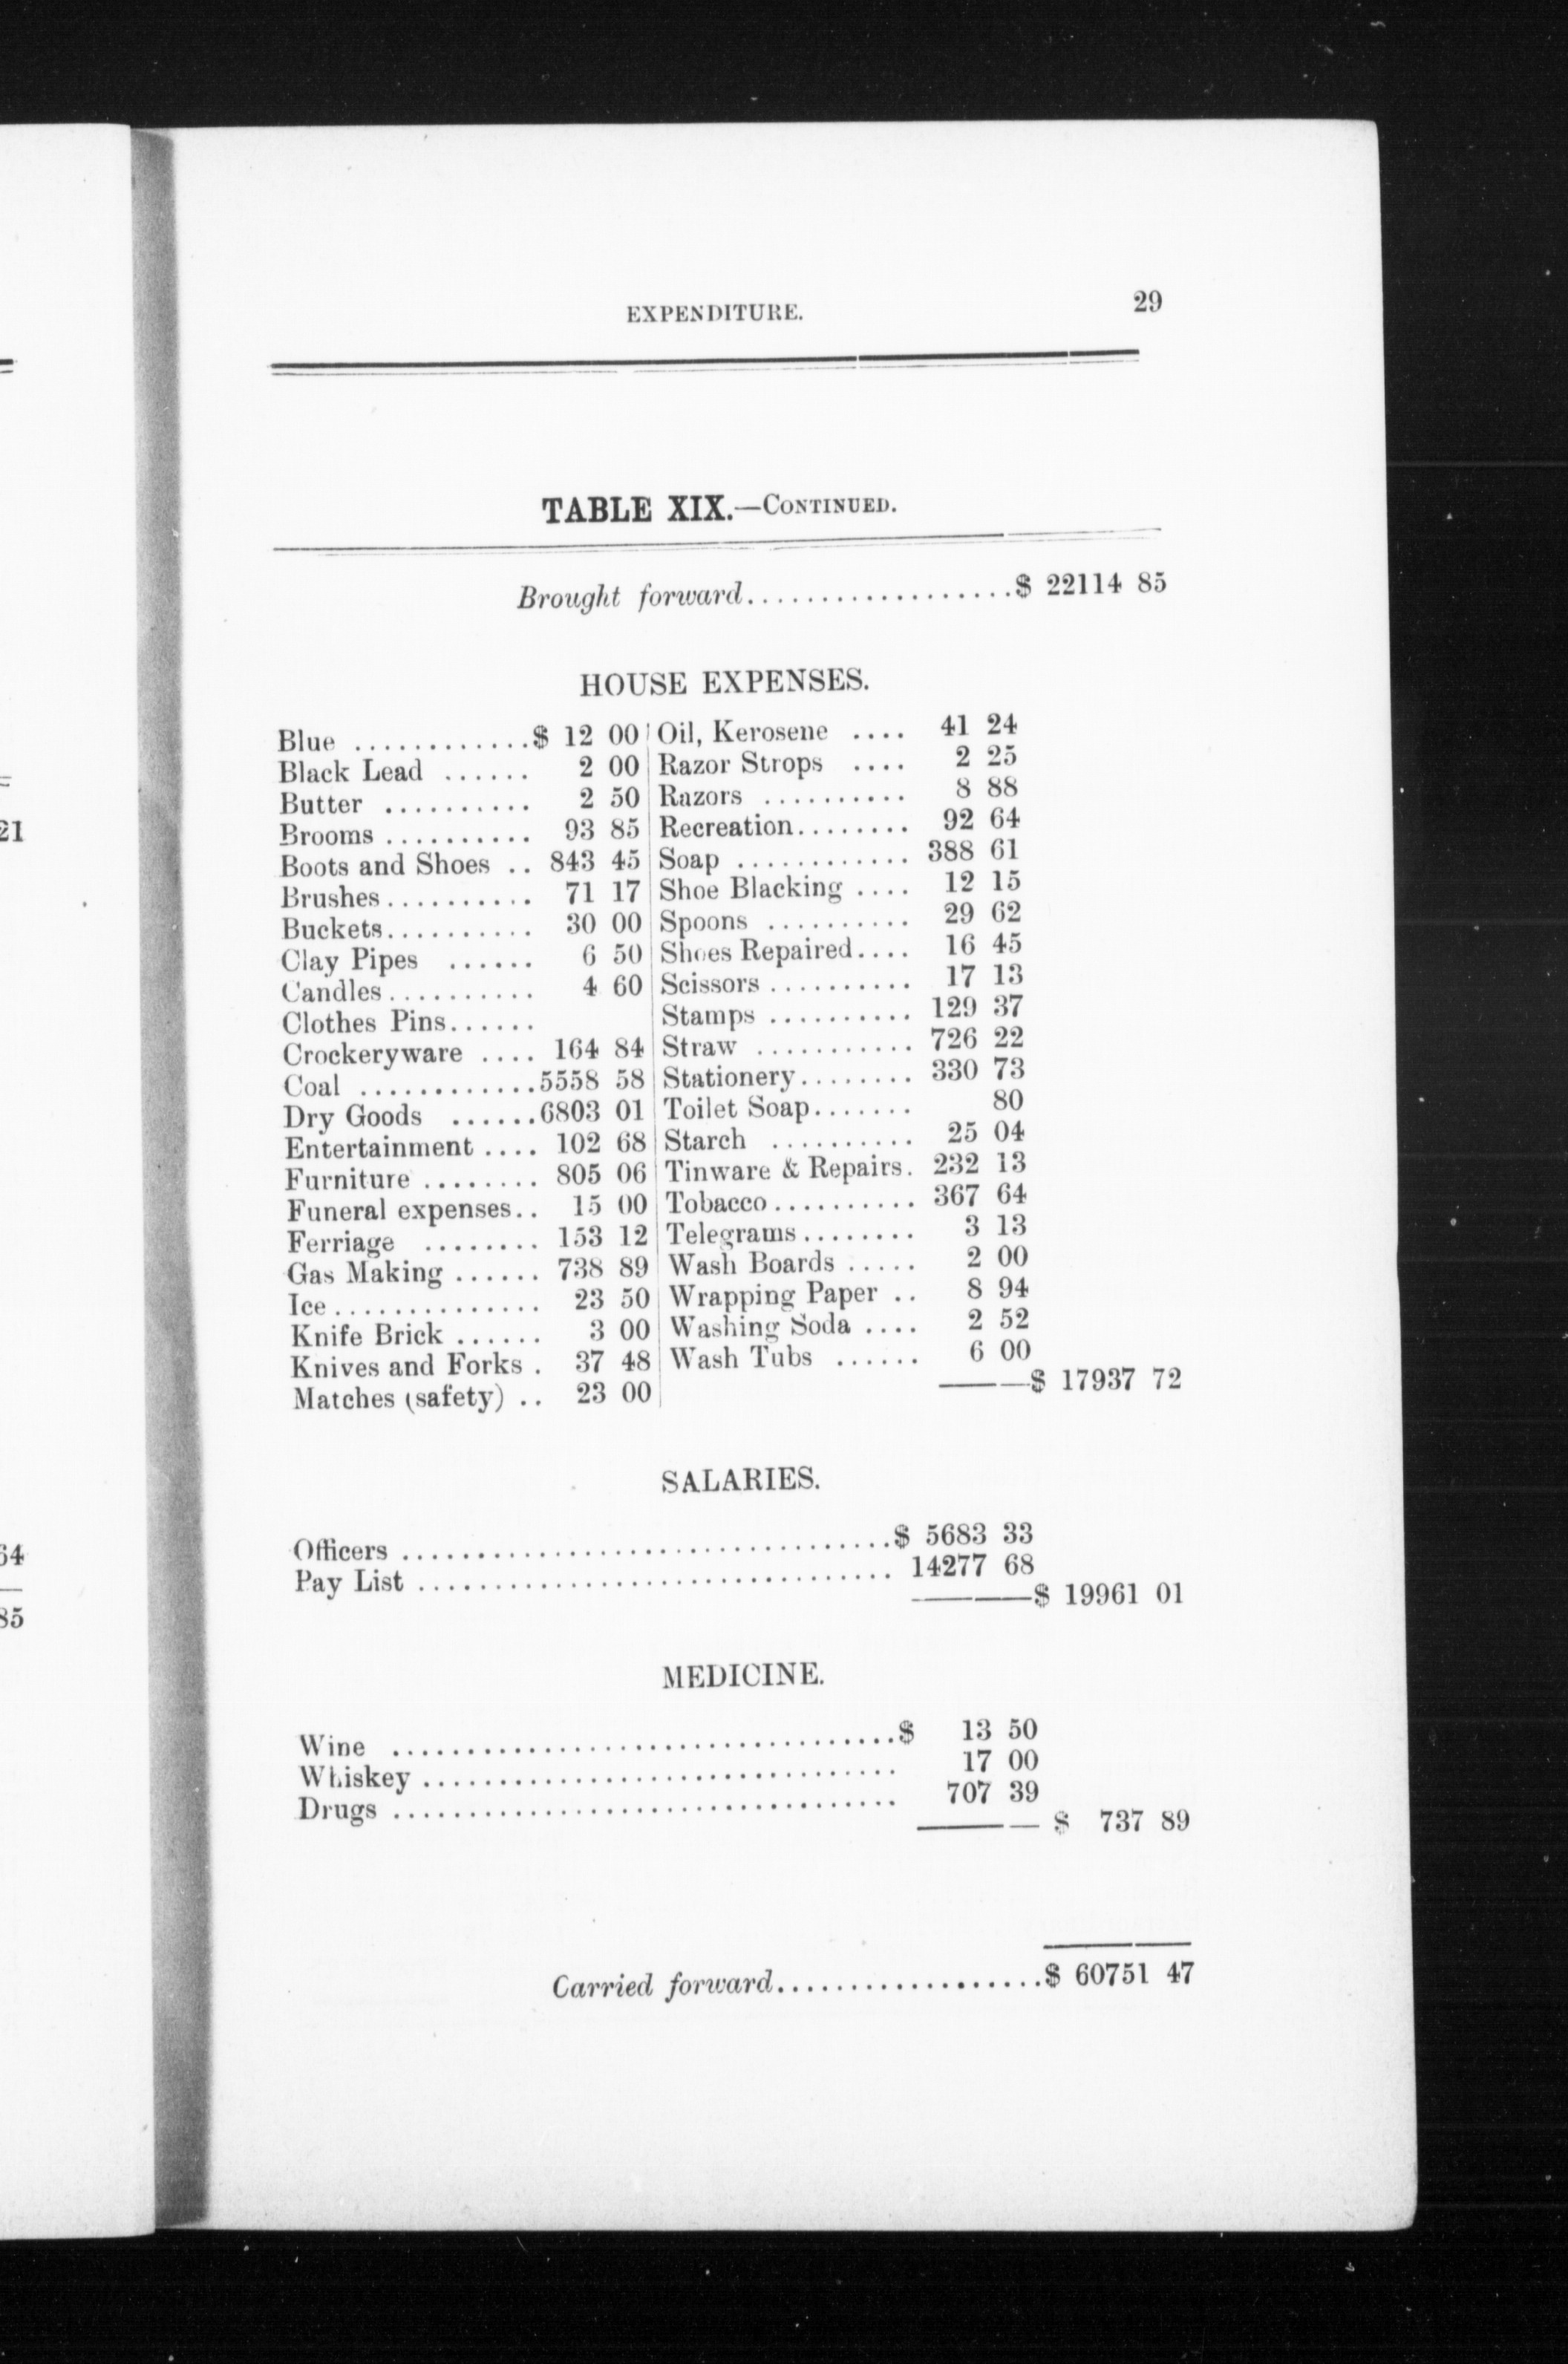 21
64
85
EXPENDITURE. 29
TABLE XIX.—CONTINUED.
Brought forward..................$ 22114 85
HOUSE EXPENSES.
Blue ............$ 12 00
Black Lead ...... 2 00
Butter .......... 2 50
Brooms .......... 93 85
Boots and Shoes .. 843 45
Brushes.......... 71 17
Buckets.......... 30 00
Clay Pipes ...... 6 50
Candles.......... 4 60
Clothes Pins......
Crockeryware .... 164 84
Coal ............5558 58
Dry Goods ......6803 01
Entertainment .... 102 68
Furniture ........ 805 06
Funeral expenses.. 15 00
Ferriage ........ 153 12
Gas Making ...... 738 89
Ice.............. 23 50
Knife Brick ...... 3 00
Knives and Forks . 37 48
Matches (safety) .. 23 00
Oil, Kerosene .... 41 24
Razor Strops .... 2 25
Razors .......... 8 88
Recreation........ 92 64
Soap ............ 388 61
Shoe Blacking .... 12 15
Spoons .......... 29 62
Shoes Repaired.... 16 45
Scissors .......... 17 13
Stamps .......... 129 37
Straw ........... 726 22
Stationery........ 330 73
Toilet Soap....... 80
Starch .......... 25 04
Tinware & Repairs. 232 13
Tobacco.......... 367 64
Telegrams........ 3 13
Wash Boards ..... 2 00
Wrapping Paper .. 8 94
Washing Soda .... 2 52
Wash Tubs ...... 6 00
———$ 17937 72
SALARIES.
Officers .................................$ 5683 33
Pay List ................................ 14277 68
———$ 19961 01
MEDICINE.
Wine ..................................$ 13 50
Whiskey ................................ 17 00
Drugs .................................. 707 39
——— $ 737 89
Carried forward..................$ 60751 47